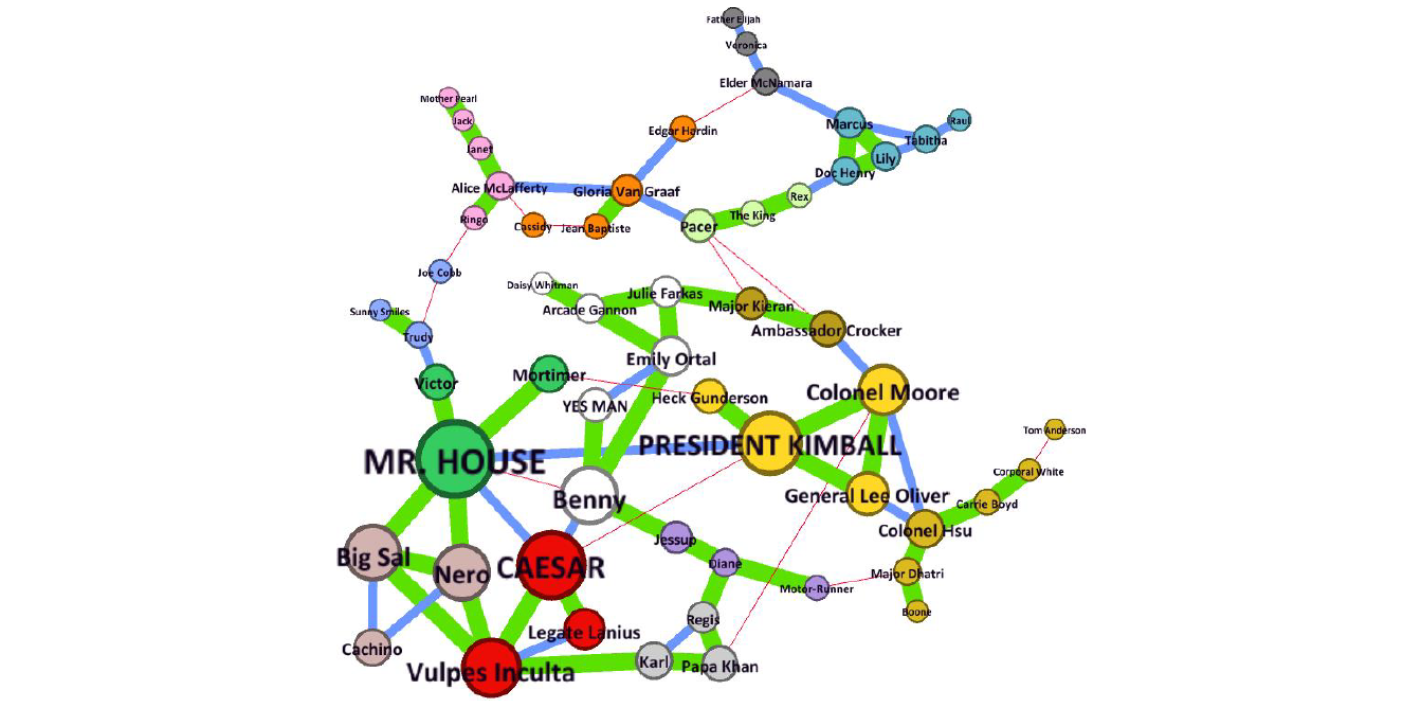 Father Elijah
Veronica
Elder McNamara
Mother Pearl
Jack
Janet
Edgar Hardin
Marcus
Raul
Tabitha
Lily
Doc Henry
Alice McLafferty
Gloria Van Graaf
Rex
The King
Ringo
Cassidy
Jean Baptiste
Pacer
Joe Cobb
Daisy Whitman
Julie Farkas
Sunny Smiles
Arcade Gannon
Major Kieran
Trudy
Ambassador Crocker
Emily Ortal
Victor
Mortimer
YES MAN
Heck Gunderson
Colonel Moore
Tom Anderson
MR. HOUSE
PRESIDENT KIMBALL
Corporal White
Benny
General Lee Oliver
Carrie Boyd
Colonel Hsu
Jessup
Big Sal
Nero
CAESAR
Diane
Major Dhatri
Motor-Runner
Boone
Regis
Legate Lanius
Cachino
Vulpes Inculta
Karl
Papa Khan